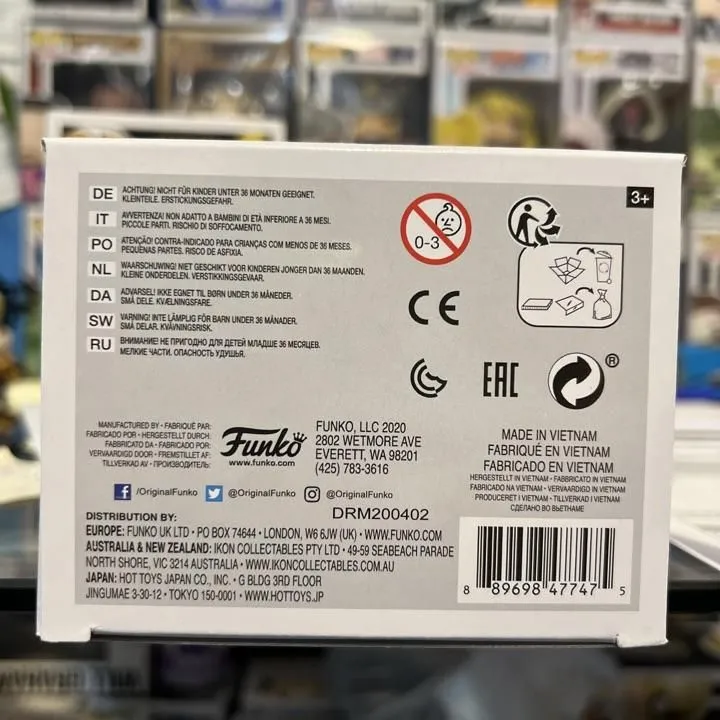 3+
DE ACHTUNG! NICHT FÜR KINDER UNTER 36 MONATEN GEEIGNET.
KLEINTEILE. ERSTICKUNGSGEFAHR.
IT AVVERTENZA! NON ADATTO A BAMBINI DI ETÀ INFERIORE A 36 MESI.
PICCOLE PARTI. RISCHIO DI SOFFOCAMENTO.
PO ATENÇÃO! CONTRA-INDICADO PARA CRIANÇAS COM MENOS DE 36 MESES.
PEQUENAS PARTES. RISCO DE ASFIXIA.
NL WAARSCHUWING! NIET GESCHIKT VOOR KINDEREN JONGER DAN 36 MAANDEN.
KLEINE ONDERDELEN. VERSTIKKINGSGEVAAR.
DA ADVARSEL! IKKE EGNET TIL BØRN UNDER 36 MÅNEDER.
SMÅ DELE. KVÆLNINGSFARE.
SW VARNING! INTE LÄMPLIG FÖR BARN UNDER 36 MÅNADER.
SMÅ DELAR. KVÄVNINGSRISK.
RU ВНИМАНИЕ! НЕ ПРИГОДНО ДЛЯ ДЕТЕЙ МЛАДШЕ 36 МЕСЯЦЕВ.
МЕЛКИЕ ЧАСТИ. ОПАСНОСТЬ УДУШЬЯ.
0-3
CE
EAC
®
MANUFACTURED BY • FABRIQUÉ PAR:
FABRICADO POR • HERGESTELLT DURCH:
FABBRICATO DA • FABRICADO POR:
VERVAARDIGD DOOR • FREMSTILLET AF:
TILLVERKAD AV • ПРОИЗВОДИТЕЛЬ:
Funko
www.funko.com
FUNKO, LLC 2020
2802 WETMORE AVE
EVERETT, WA 98201
(425) 783-3616
MADE IN VIETNAM
FABRIQUÉ EN VIETNAM
FABRICADO EN VIETNAM
HERGESTELLT IN VIETNAM • FABBRICATO IN VIETNAM
FABRICADO NA VIETNAM • VERVAARDIGD IN VIETNAM
PRODUCERET I VIETNAM • TILLVERKAD I VIETNAM
СДЕЛАНО ВО ВЬЕТНАМЕ
/OriginalFunko @OriginalFunko @OriginalFunko
DRM200402
DISTRIBUTION BY:
EUROPE: FUNKO UK LTD • PO BOX 74644 • LONDON, W6 6JW (UK) • WWW.FUNKO.COM
AUSTRALIA & NEW ZEALAND: IKON COLLECTABLES PTY LTD • 49-59 SEABEACH PARADE
NORTH SHORE, VIC 3214 AUSTRALIA • WWW.IKONCOLLECTABLES.COM.AU
JAPAN: HOT TOYS JAPAN CO., INC. • G BLDG 3RD FLOOR
JINGUMAE 3-30-12 • TOKYO 150-0001 • WWW.HOTTOYS.JP
8 89698 47747 5